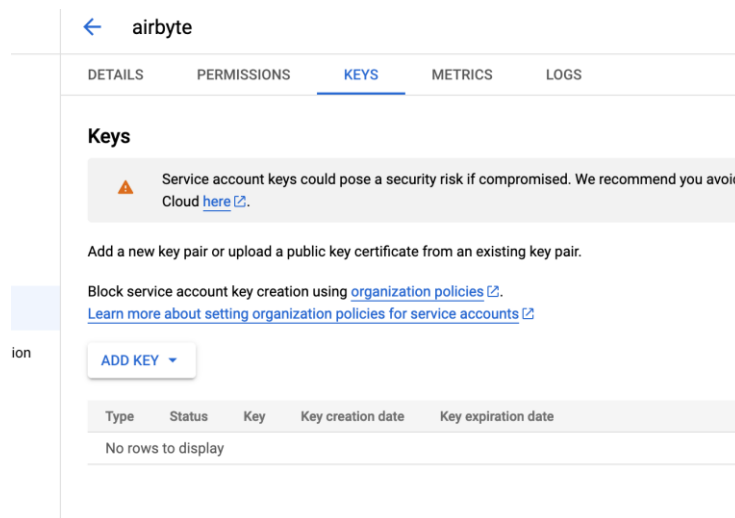 airbyte
DETAILS PERMISSIONS KEYS METRICS LOGS
Keys
Service account keys could pose a security risk if compromised. We recommend you
Cloud here.
Add a new key pair or upload a public key certificate from an existing key pair.
Block service account key creation using organization policies.
Learn more about setting organization policies for service accounts
ion
ADD KEY
Type Status Key Key creation date Key expiration date
No rows to display